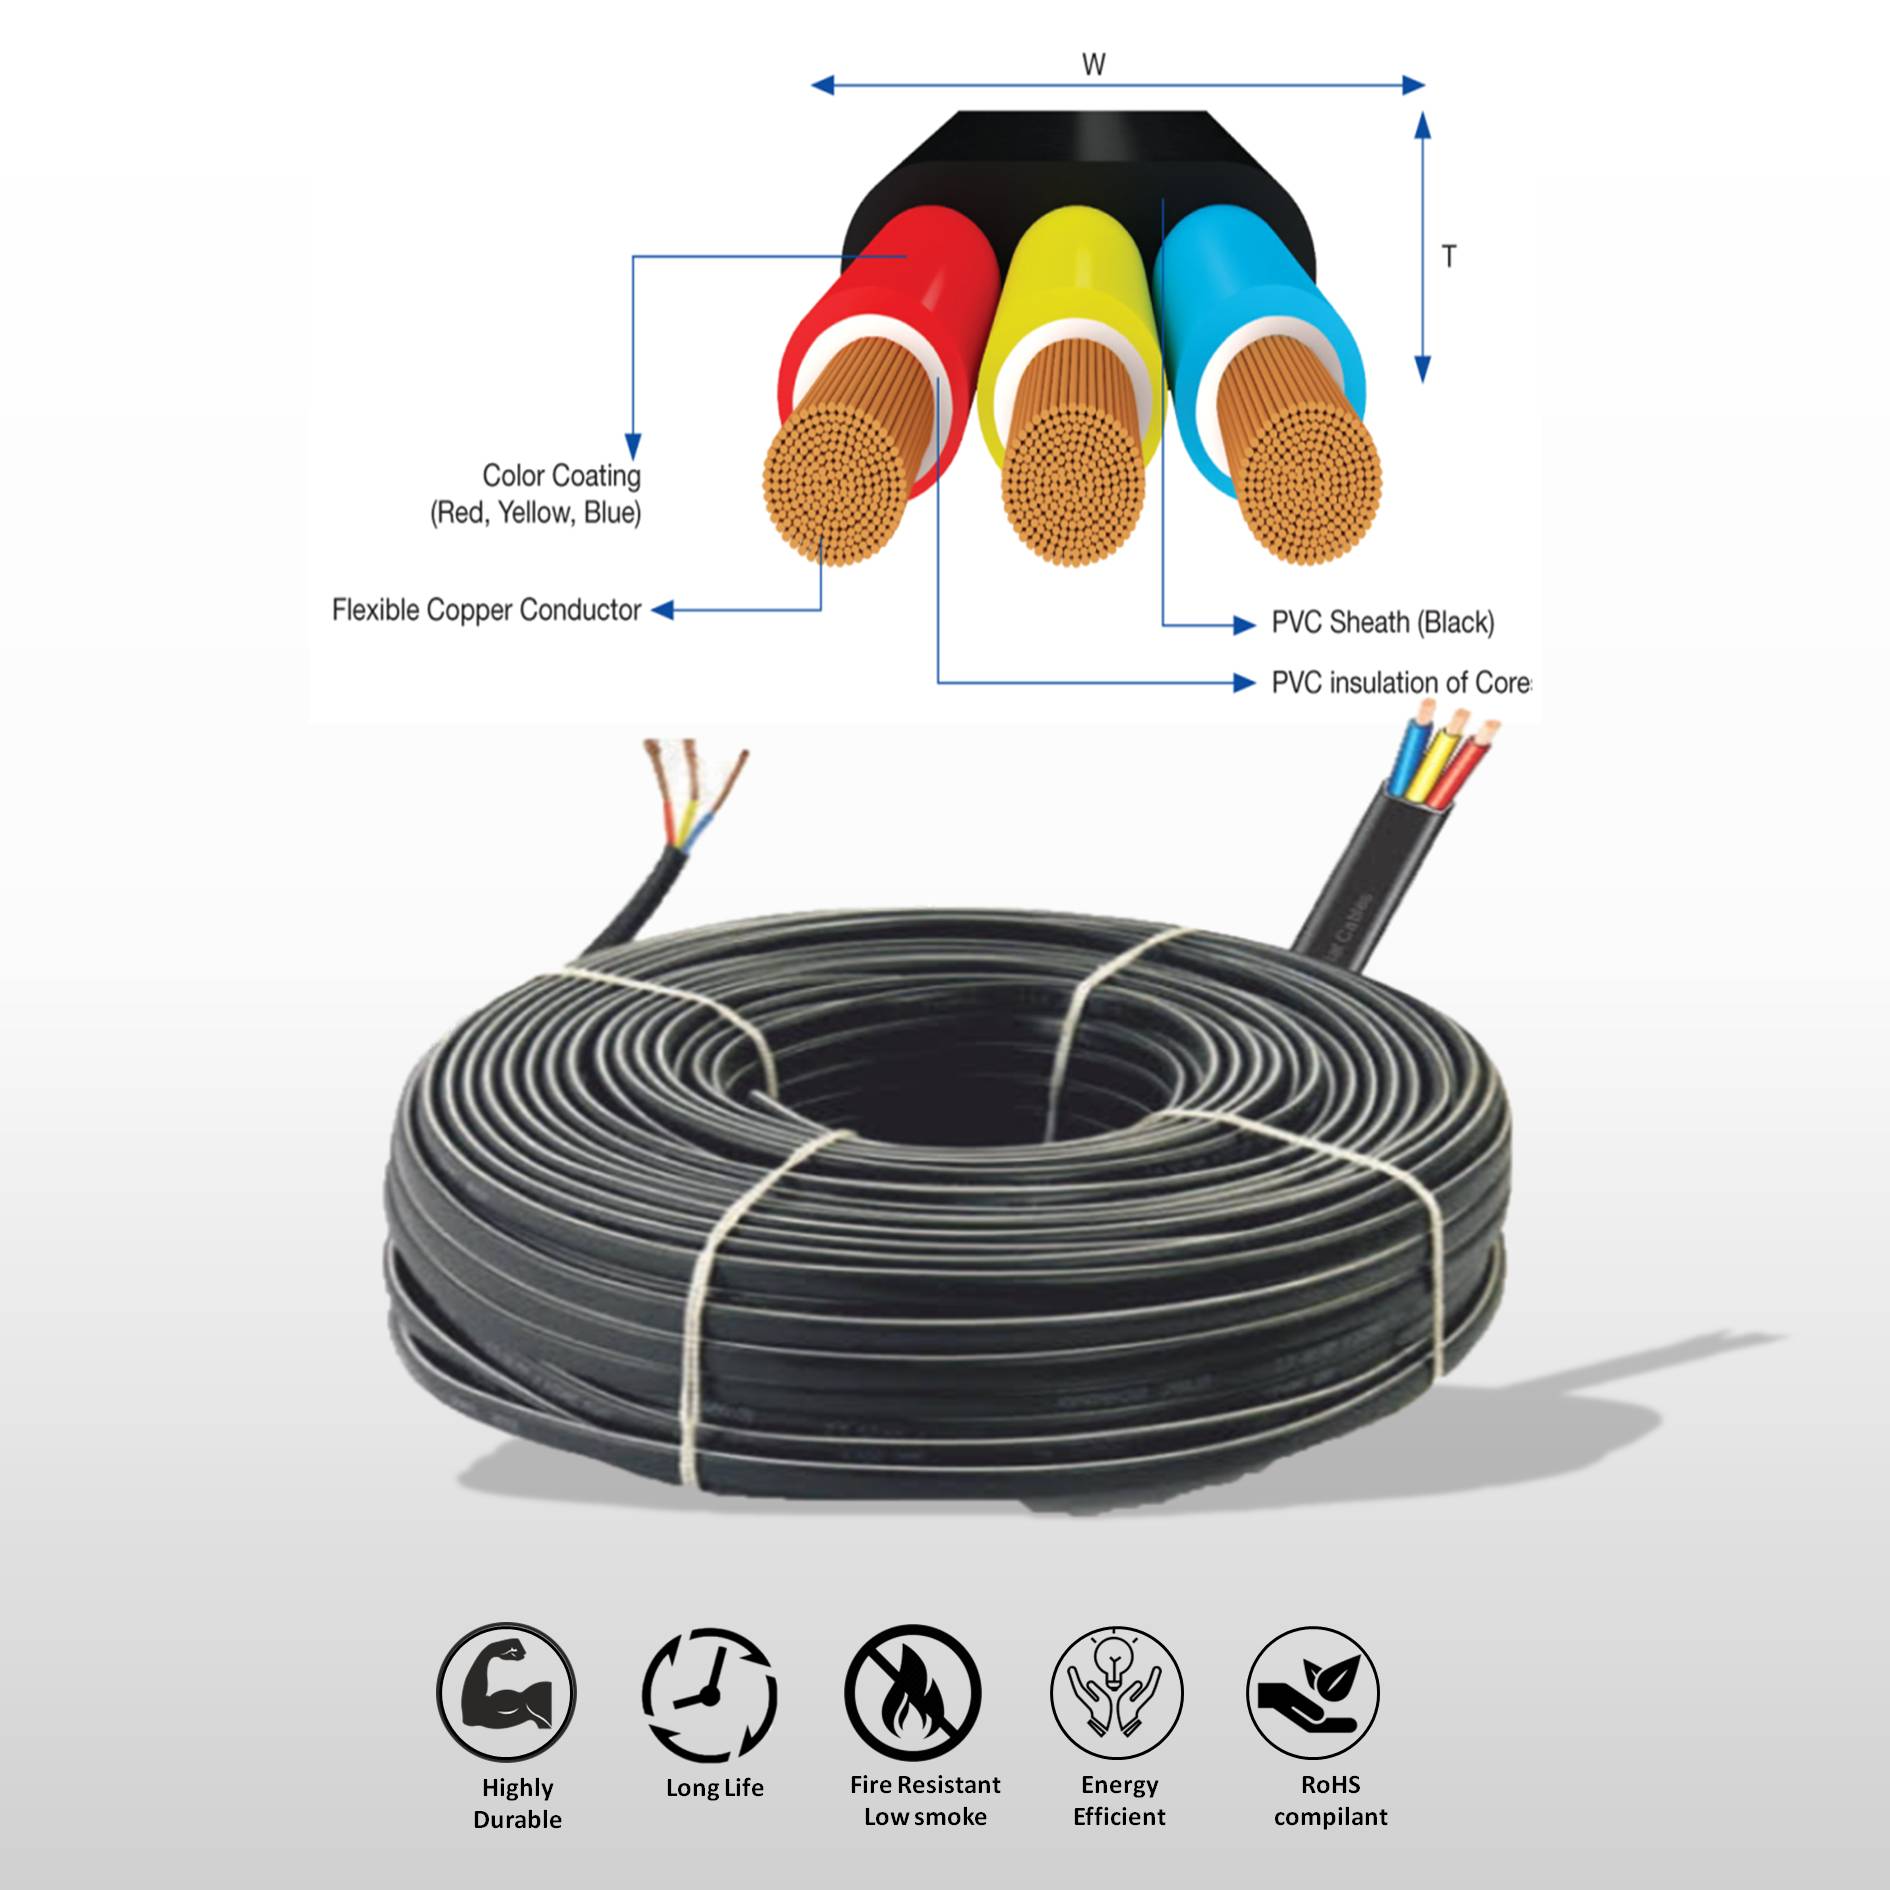 W
T
Color Coating
(Red, Yellow, Blue)
Flexible Copper Conductor
PVC Sheath (Black)
PVC insulation of Core
Cables
Highly
Durable
Long Life
Fire Resistant
Low smoke
Energy
Efficient
RoHS
compilant